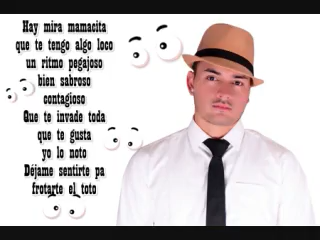 Hay mira mamacita
que te tengo algo loco
un ritmo pegajoso
bien sabroso
contagioso
Que te invade toda
que te gusta
yo lo noto
Déjame sentirte pa
frotarte el toto